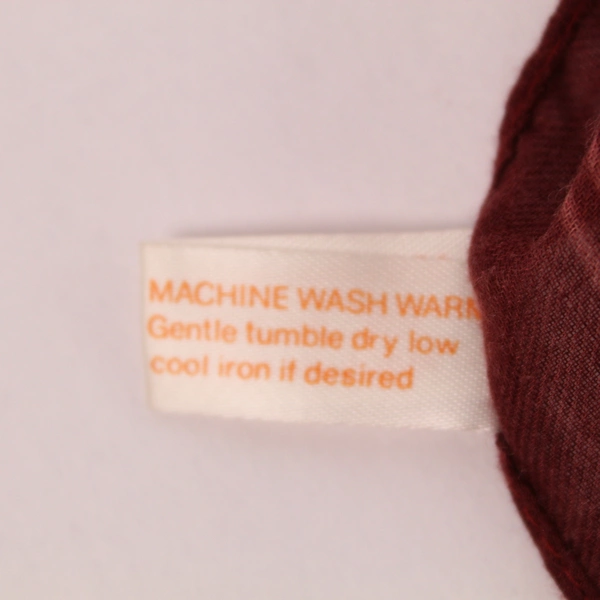 MACHINE WASH WARM
Gentle tumble dry low
cool iron if desired